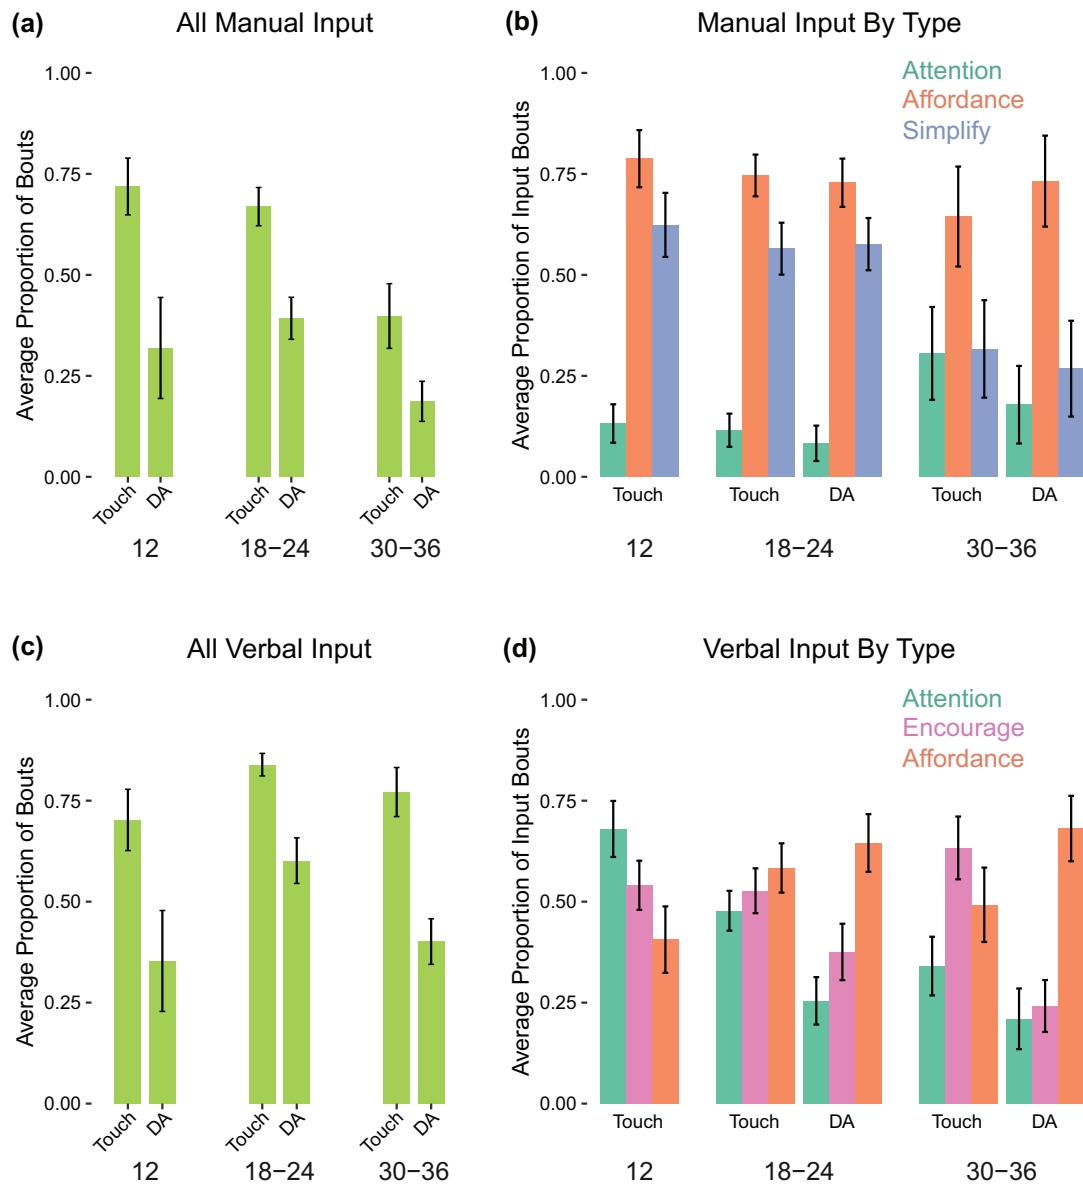 (a)
All Manual Input
Average Proportion of Bouts
1.00
0.75
0.50
0.25
0.00
Touch DA Touch DA Touch DA
12 18−24 30−36
(b)
Manual Input By Type
Attention
Affordance
Simplify
Average Proportion of Input Bouts
1.00
0.75
0.50
0.25
0.00
Touch Touch DA Touch DA
12 18−24 30−36
(c)
All Verbal Input
Average Proportion of Bouts
1.00
0.75
0.50
0.25
0.00
Touch DA Touch DA Touch DA
12 18−24 30−36
(d)
Verbal Input By Type
Attention
Encourage
Affordance
Average Proportion of Input Bouts
1.00
0.75
0.50
0.25
0.00
Touch Touch DA Touch DA
12 18−24 30−36